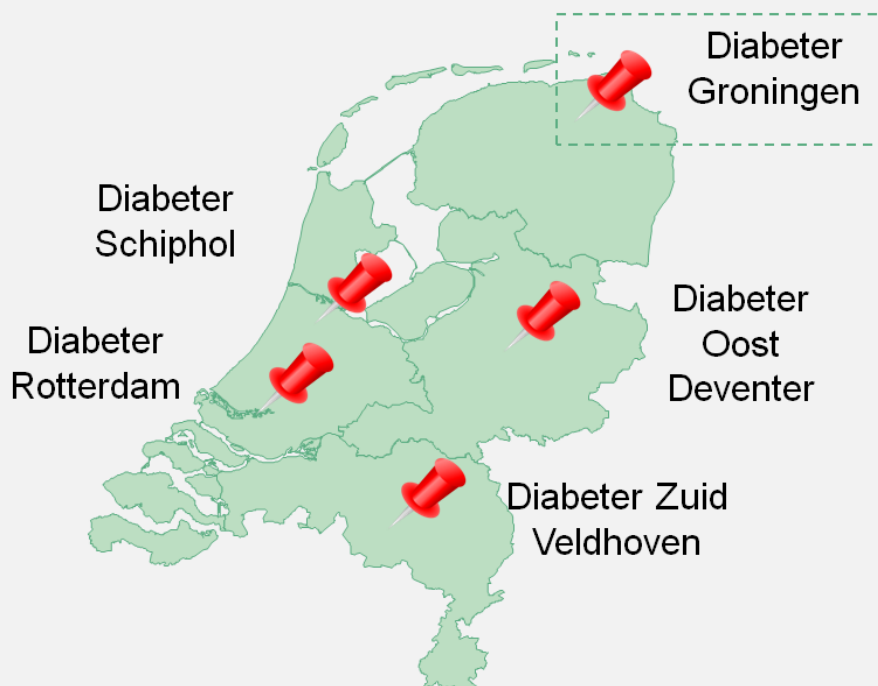 Diabeter
Groningen
Diabeter
Schiphol
Diabeter
Rotterdam
Diabeter
Oost
Deventer
Diabeter Zuid
Veldhoven